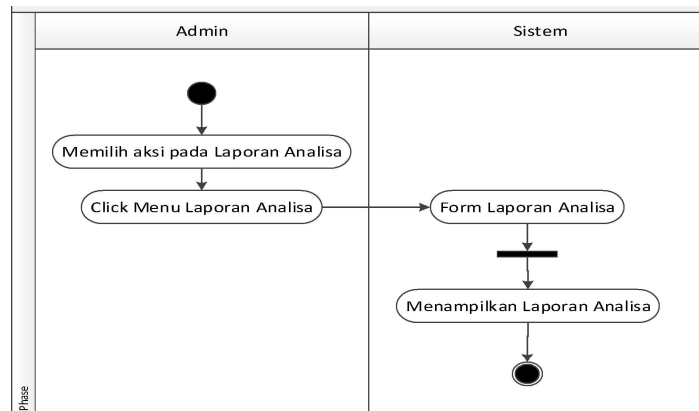 Admin
Sistem
Memilih aksi pada Laporan Analisa
Click Menu Laporan Analisa
Form Laporan Analisa
Menampilkan Laporan Analisa
Phase